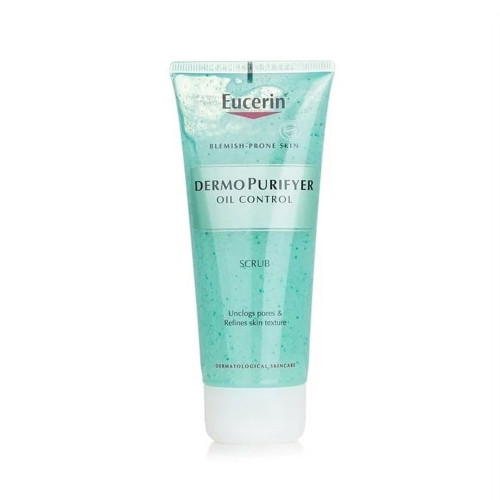 Eucerin
BLEMISH-PRONE SKIN
DERMOPURIFYER
OIL CONTROL
SCRUB
Unclogs pores &
Refines skin texture
DERMATOLOGICAL SKINCARE